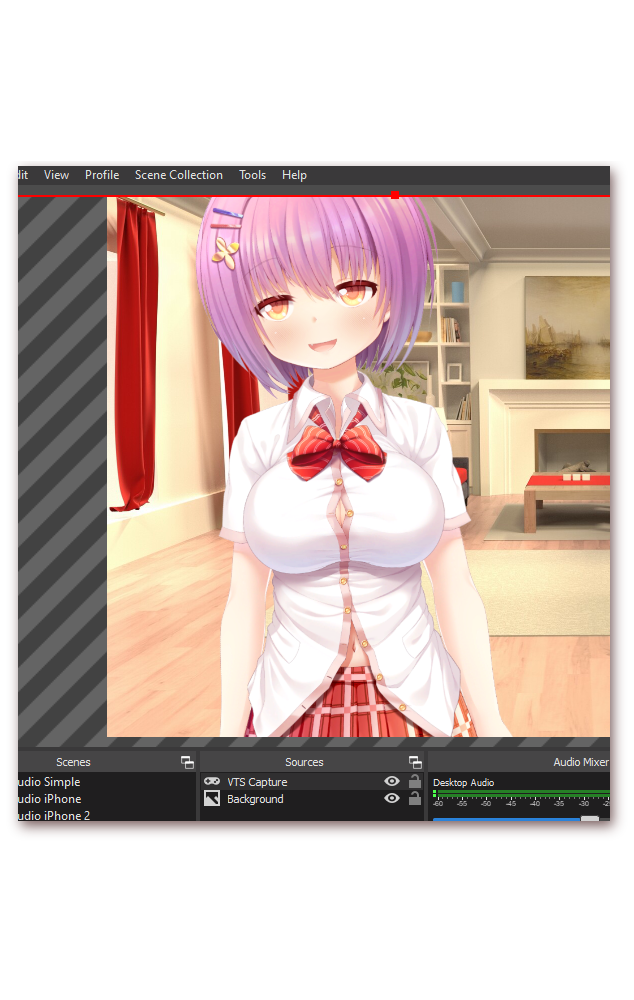 dit View Profile Scene Collection Tools Help
Scenes
udio Simple
udio iPhone
udio iPhone 2
Sources
VTS Capture
Background
Audio Mixer
Desktop Audio
-60 -55 -50 -45 -40 -35 -30 -2